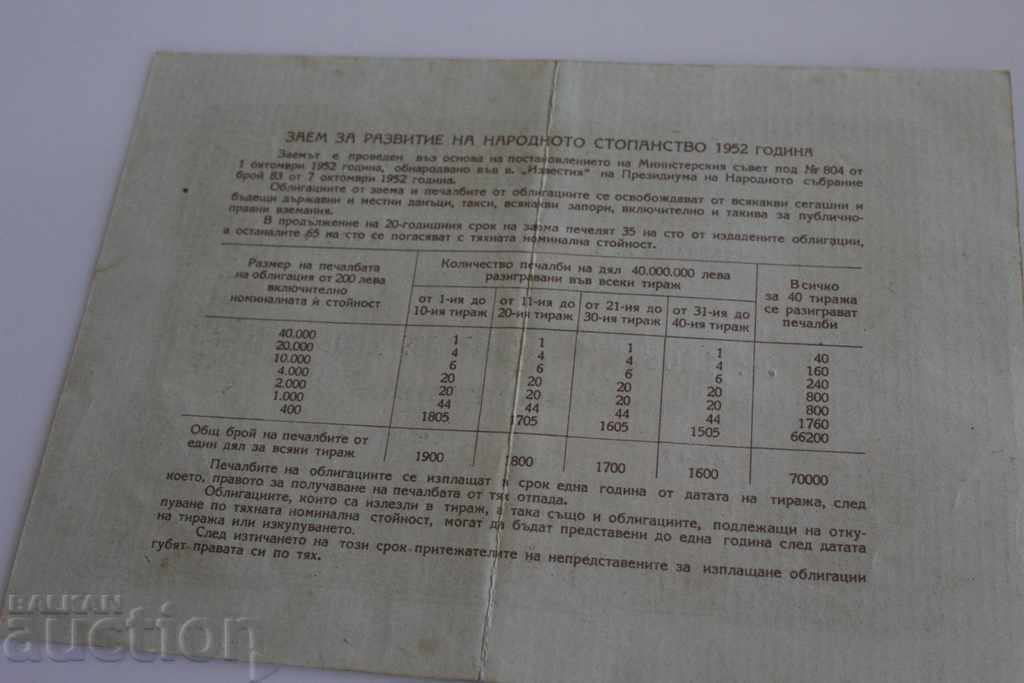 ЗАЕМ ЗА РАЗВИТИЕ НА НАРОДНОТО СТОПАНСТВО 1952 ГОДИНА
Заемът е проведен въз основа на постановлението на Министерския съвет под № 804 от
1 октомври 1952 година, обнародвано във в. „Известия“ на Президиума на Народното събрание
брой 83 от 7 октомври 1952 година.
Облигациите от заема и печалбите от облигациите се освобождават от всякакви сегашни и
бъдещи държавни и местни данъци, такси, всякакви запори, включително и такива за публично-
правни вземания.
В продължение на 20-годишния срок на заема печелят 35 на сто от издадените облигации,
а останалите 65 на сто се погасяват с тяхната номинална стойност.
Размер на печалбата
на облигация от 200 лева
включително
номиналната ѝ стойност
Количество печалби на дял 40.000.000 лева
разигравани във всеки тираж
Всичко
за 40 тиража
се разиграват
печалби
от 1-ия до
10-ия тираж
от 11-ия до
20-ия тираж
от 21-ия до
30-ия тираж
от 31-ия до
40-ия тираж
40.000 1 1 1 1 40
20.000 4 4 4 4 160
10.000 6 6 6 6 240
4.000 20 20 20 20 800
2.000 20 20 20 20 800
1.000 44 44 44 44 1760
400 1805 1705 1605 1505 66200
Общ брой на печалбите от
един дял за всяки тираж
1900 1800 1700 1600 70000
Печалбите на облигациите се изплащат в срок една година от датата на тиража, след
което, правото за получаване на печалбата от тях отпада.
Облигациите, които са излезли в тираж, а така също и облигациите, подлежащи на отку-
пуване по тяхната номинална стойност, могат да бъдат представени до една година след датата
на тиража или изкупуването.
След изтичането на този срок притежателите на непредставените за изплащане облигации
губят правата си по тях.
BALKAN
auction